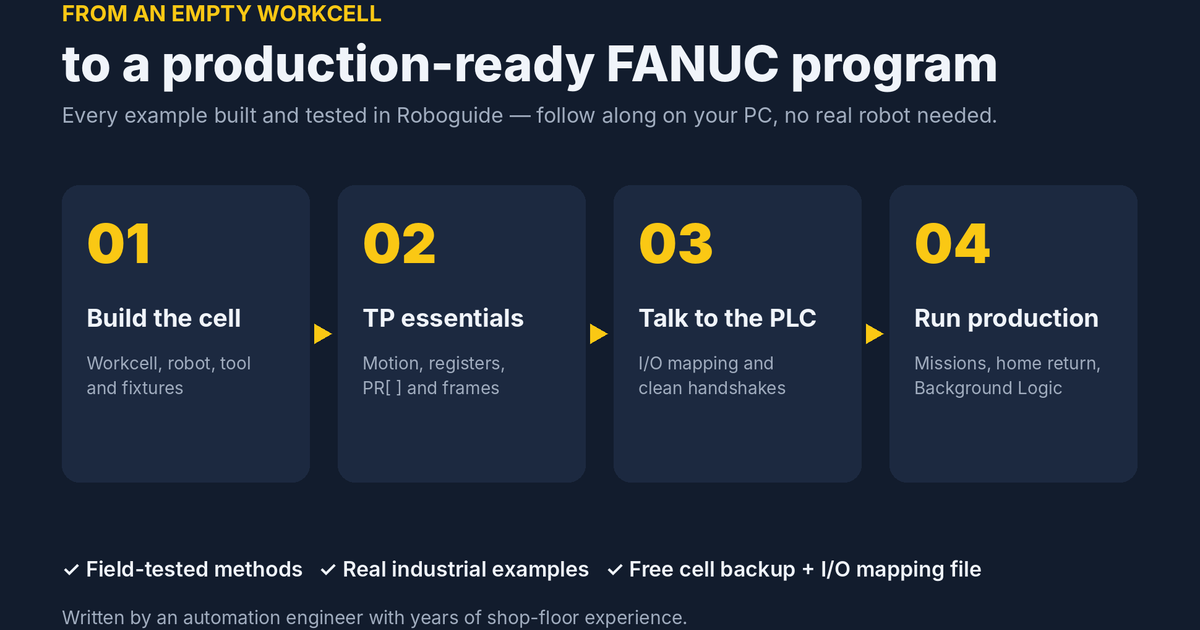 FROM AN EMPTY WORKCELL
to a production-ready FANUC program
Every example built and tested in Roboguide — follow along on your PC, no real robot needed.
01
Build the cell
Workcell, robot, tool
and fixtures
02
TP essentials
Motion, registers,
PR[ ] and frames
03
Talk to the PLC
I/O mapping and
clean handshakes
04
Run production
Missions, home return,
Background Logic
✓ Field-tested methods ✓ Real industrial examples ✓ Free cell backup + I/O mapping file
Written by an automation engineer with years of shop-floor experience.